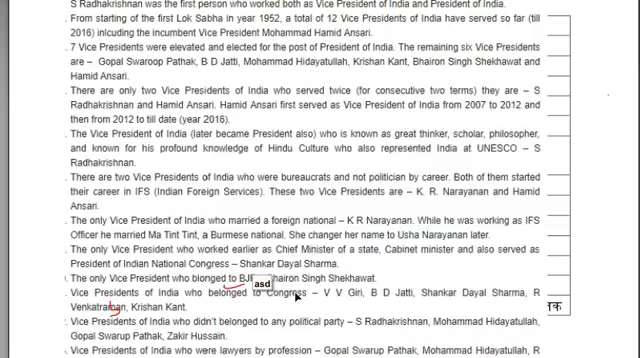 S Radhakrishnan was the first person who worked both as Vice President of India and President of India.
From starting of the first Lok Sabha in year 1952, a total of 12 Vice Presidents of India have served so far (till
2016) inlcuding the incumbent Vice President Mohammad Hamid Ansari.
7 Vice Presidents were elevated and elected for the post of President of India. The remaining six Vice Presidents
are – Gopal Swaroop Pathak, B D Jatti, Mohammad Hidayatullah, Krishan Kant, Bhairon Singh Shekhawat and
Hamid Ansari.
There are only two Vice Presidents of India who served twice (for consecutive two terms) they are – S
Radhakrishnan and Hamid Ansari. Hamid Ansari first served as Vice President of India from 2007 to 2012 and
then from 2012 to till date (year 2016).
The Vice President of India (later became President also) who is known as great thinker, scholar, philosopher,
and known for his profound knowledge of Hindu Culture who also represented India at UNESCO – S
Radhakrishnan.
There are two Vice Presidents of India who were bureaucrats and not politician by career. Both of them started
their career in IFS (Indian Foreign Services). These two Vice Presidents are – K. R. Narayanan and Hamid
Ansari.
The only Vice President of India who married a foreign national – K R Narayanan. While he was working as IFS
Officer he married Ma Tint Tint, a Burmese national. She changer her name to Usha Narayanan later.
The only Vice President who worked earlier as Chief Minister of a state, Cabinet minister and also served as
President of Indian National Congress – Shankar Dayal Sharma.
The only Vice President who blonged to Bhairon Singh Shekhawat.
asd
Vice Presidents of India who belonged to Congress – V V Giri, B D Jatti, Shankar Dayal Sharma, R
Krishan Kant.
Vice Presidents of India who didn't belonged to any political party – S Radhakrishnan, Mohammad Hidayatullah,
Gopal Swarup Pathak, Zakir Hussain.
Vice Presidents of India who were lawyers by profession – Gopal Swarup Pathak, Mohammad Hidayatullah, R